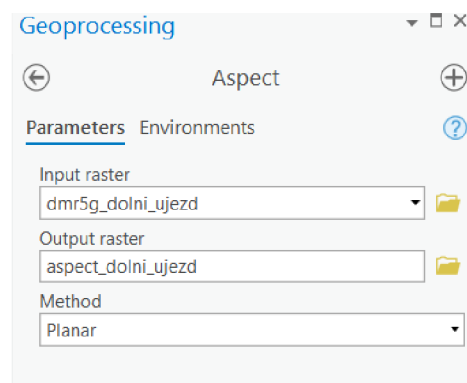 Geoprocessing
Aspect
Parameters Environments
Input raster
dmr5g_dolni_ujezd
Output raster
aspect_dolni_ujezd
Method
Planar